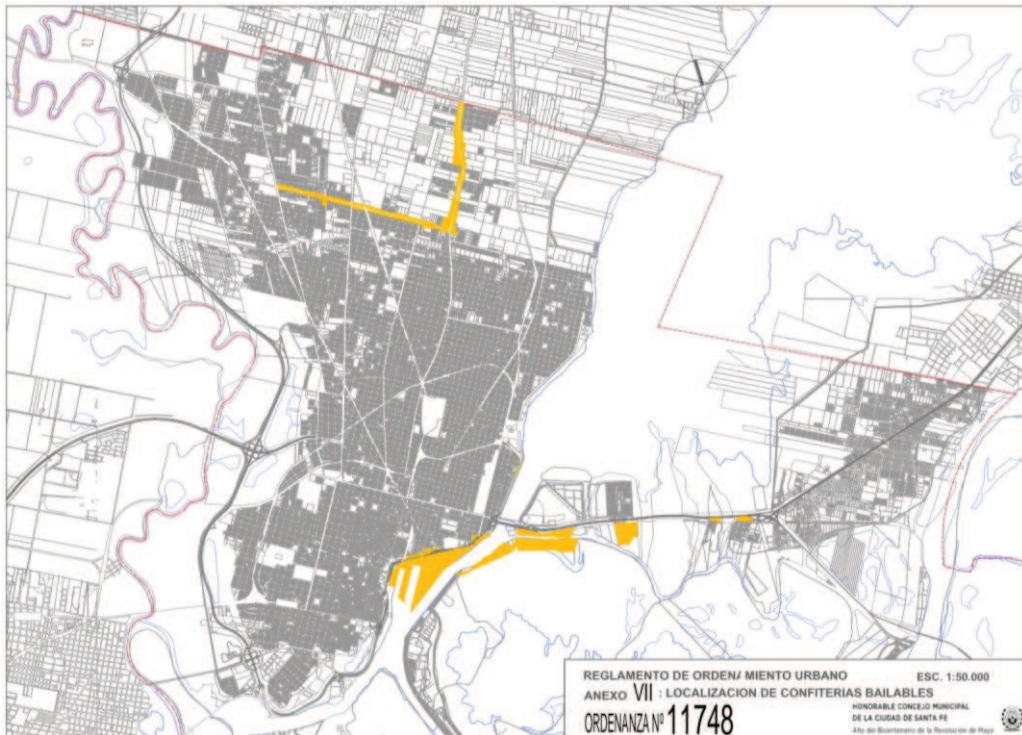 REGLAMENTO DE ORDEN/ MIENTO URBANO ESC. 1:50.000
ANEXO VII : LOCALIZACION DE CONFITERIAS BAILABLES
ORDENANZA Nº 11748
HONORABLE CONCEJO MUNICIPAL
DE LA CIUDAD DE SANTA FE
Año del Bicentenario de la Revolución de Mayo